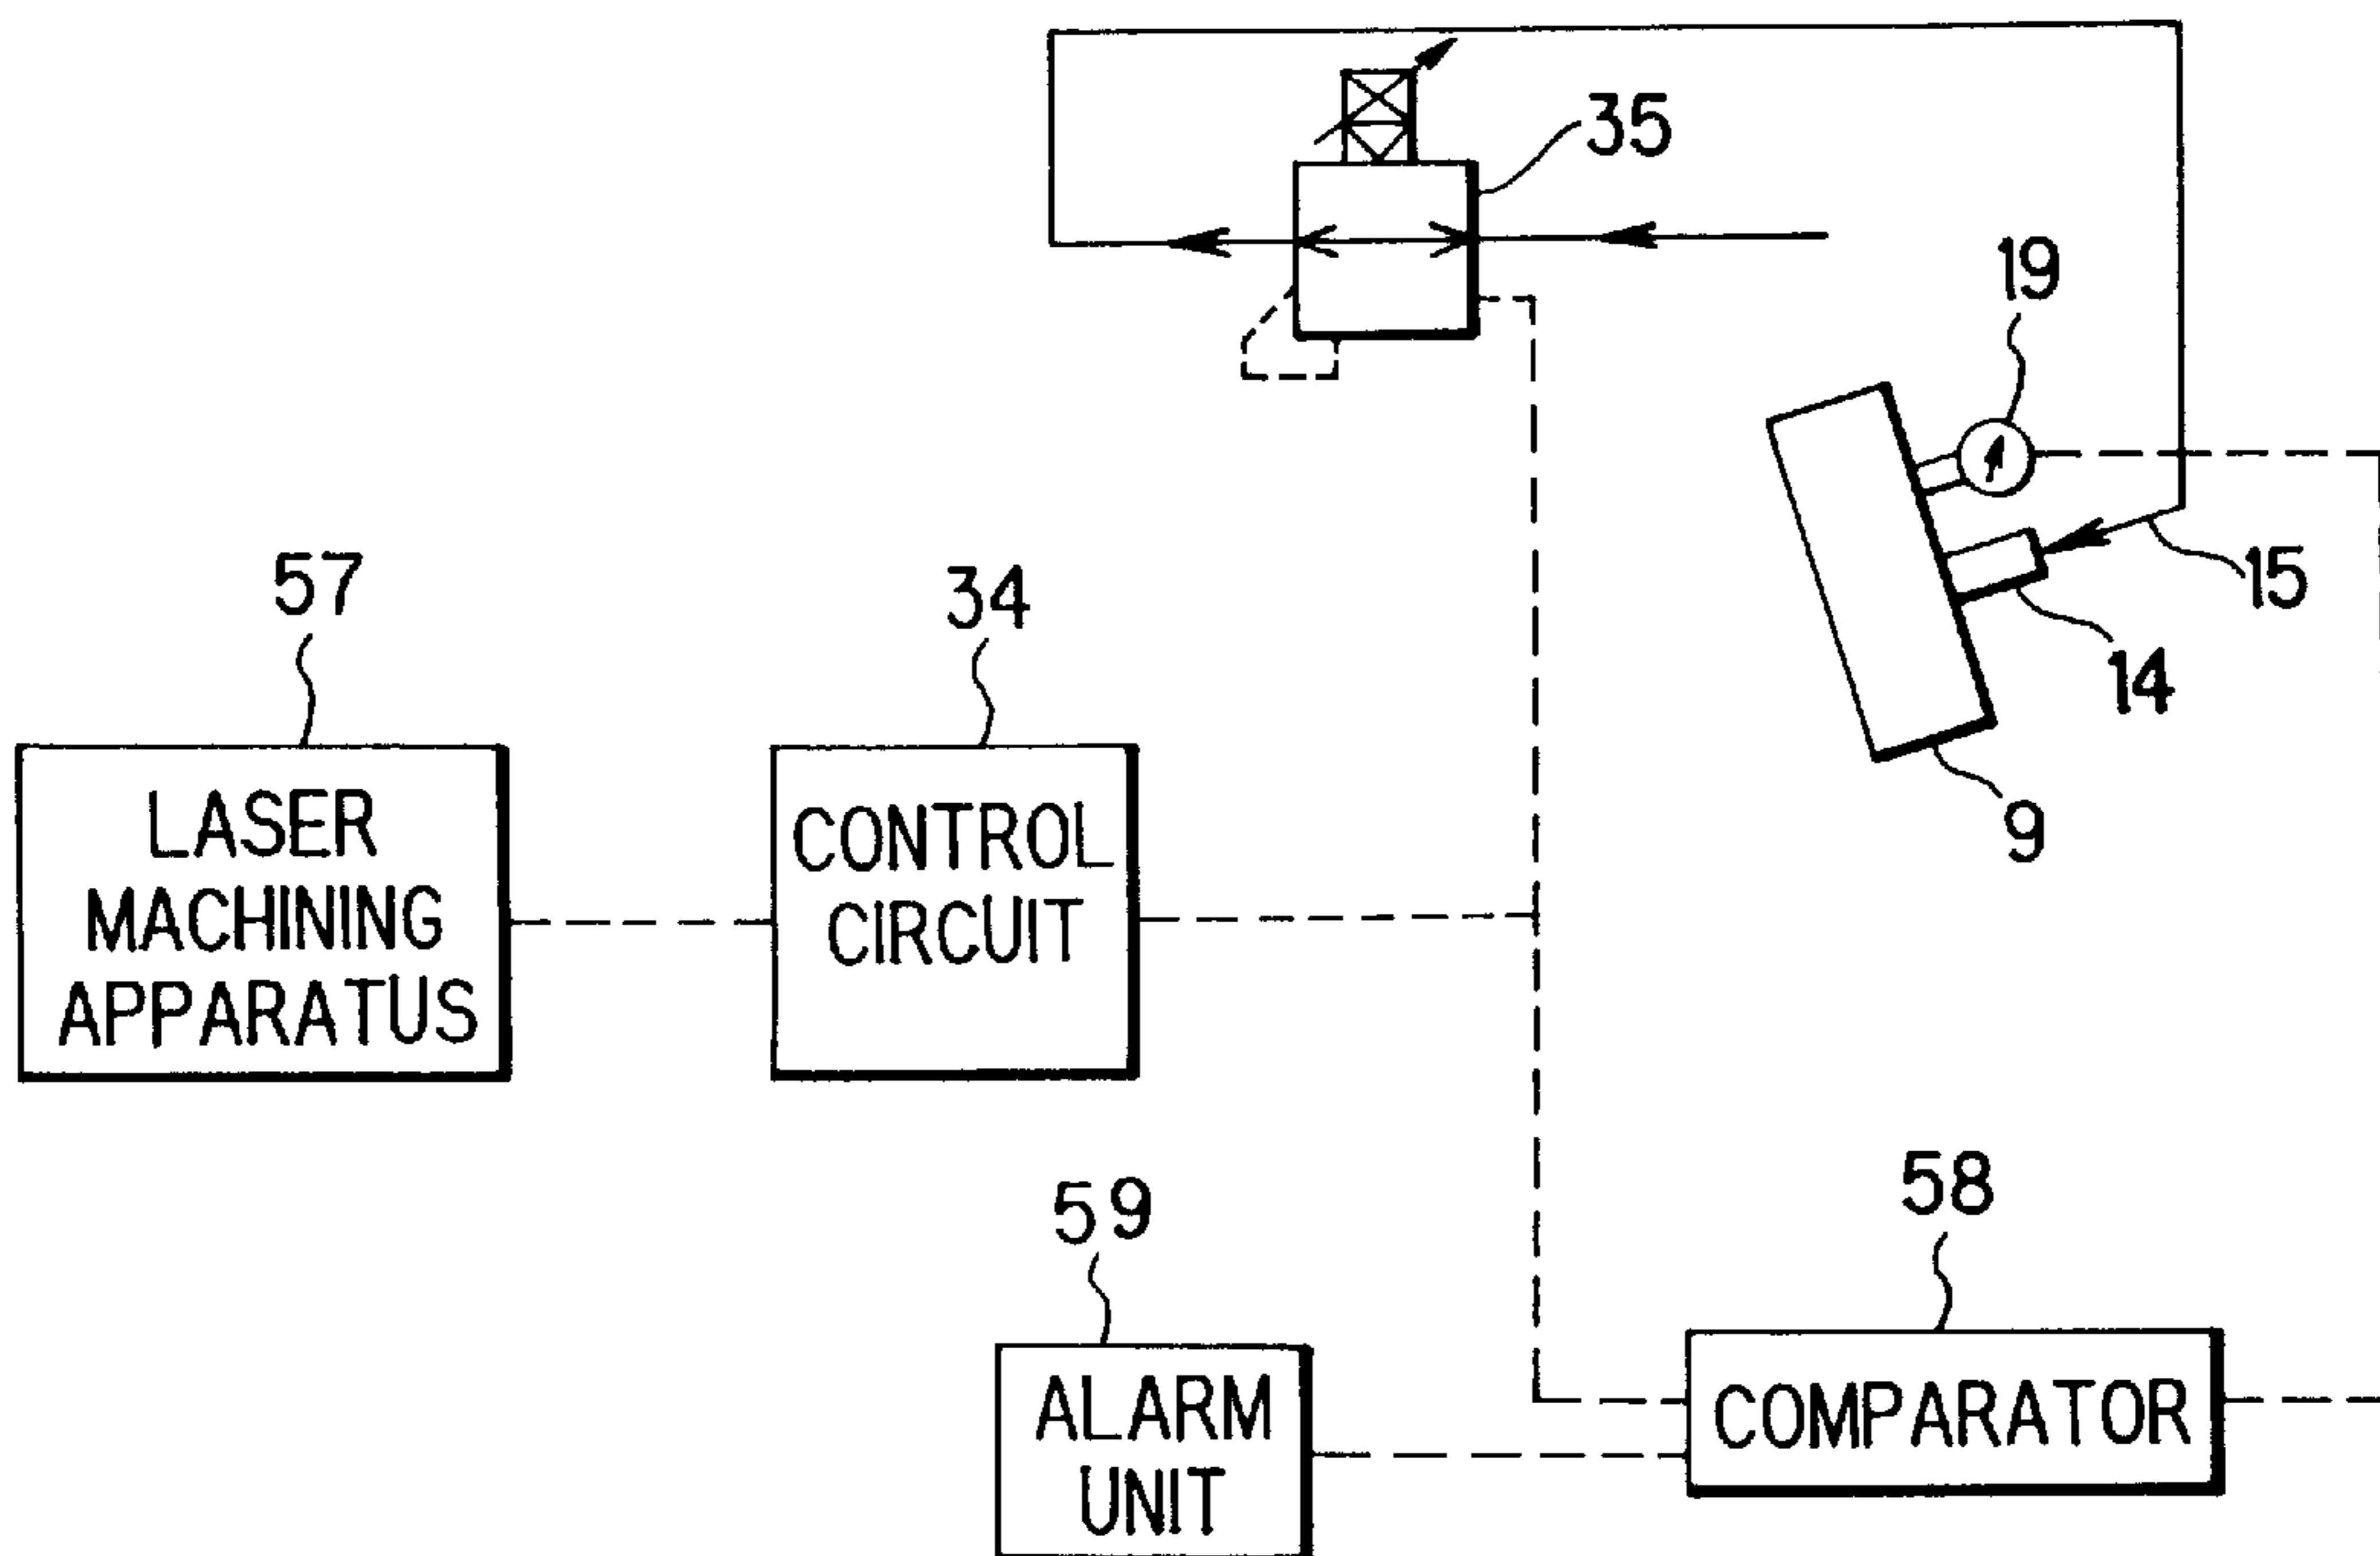 35
19
15
14
9
57
LASER
MACHINING
APPARATUS
34
CONTROL
CIRCUIT
59
ALARM
UNIT
58
COMPARATOR